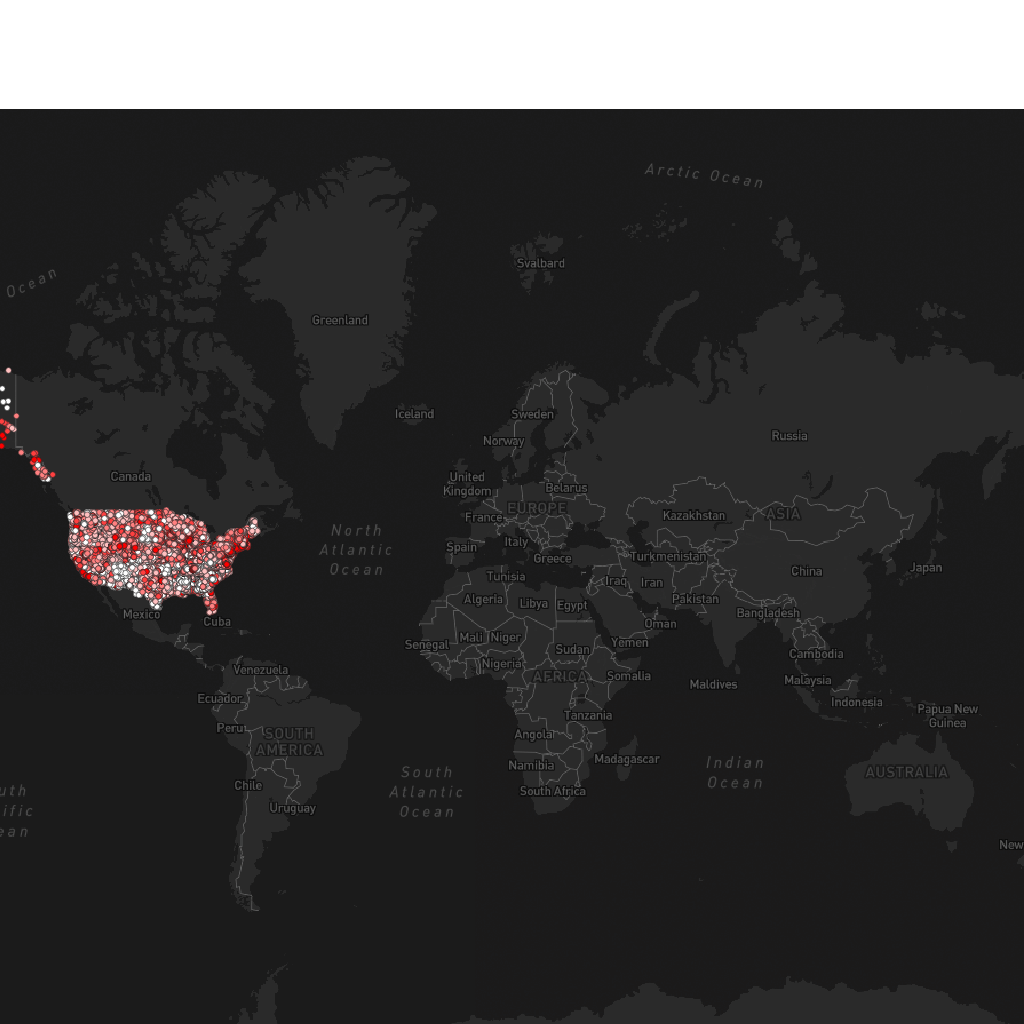 Arctic Ocean
Ocean
Svalbard
Greenland
Iceland
Sweden
Norway
Russia
Canada
United
Kingdom
Belarus
EUROPE
France
Kazakhstan
ASIA
North
Atlantic
Ocean
Italy
Spain
Greece
Turkmenistan
China
Japan
Tunisia
Iraq
Iran
Algeria
Libya
Egypt
Pakistan
Bangladesh
Mexico
Cuba
Oman
Senegal
Mali
Niger
Sudan
Yemen
Cambodia
Venezuela
Nigeria
AFRICA
Somalia
Maldives
Malaysia
Ecuador
Indonesia
Papua New
Guinea
Peru
SOUTH
AMERICA
Tanzania
Angola
Namibia
Madagascar
Indian
Ocean
AUSTRALIA
South
Atlantic
Ocean
Chile
South Africa
Uruguay
uth
ific
ean
New